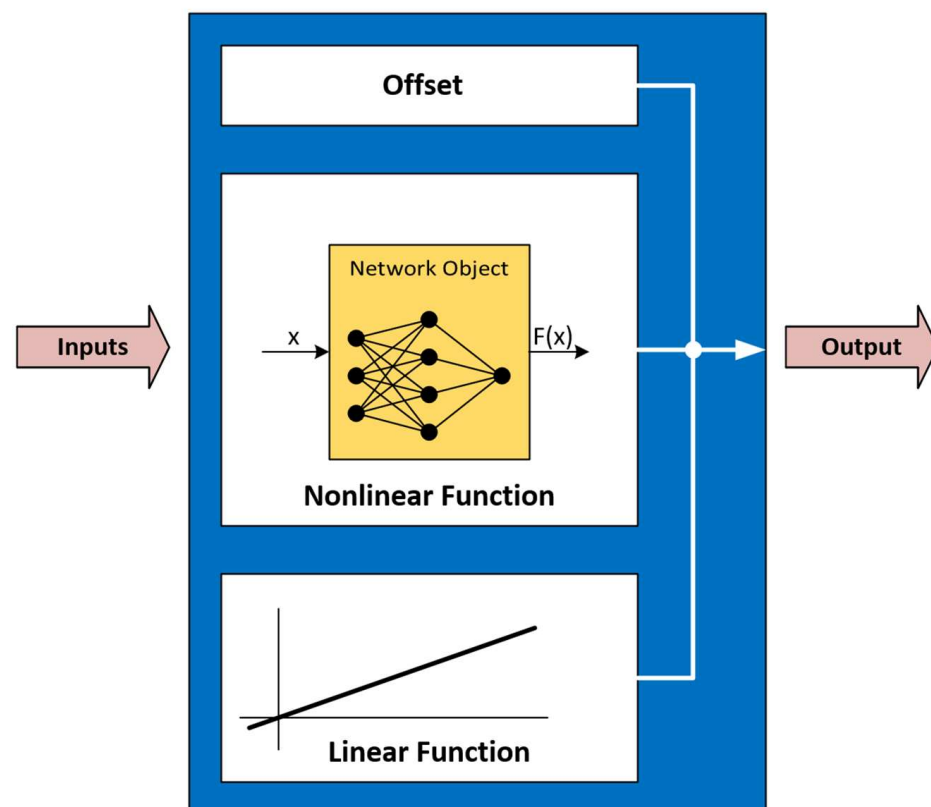 Offset
Network Object
x
F(x)
Inputs
Output
Nonlinear Function
Linear Function